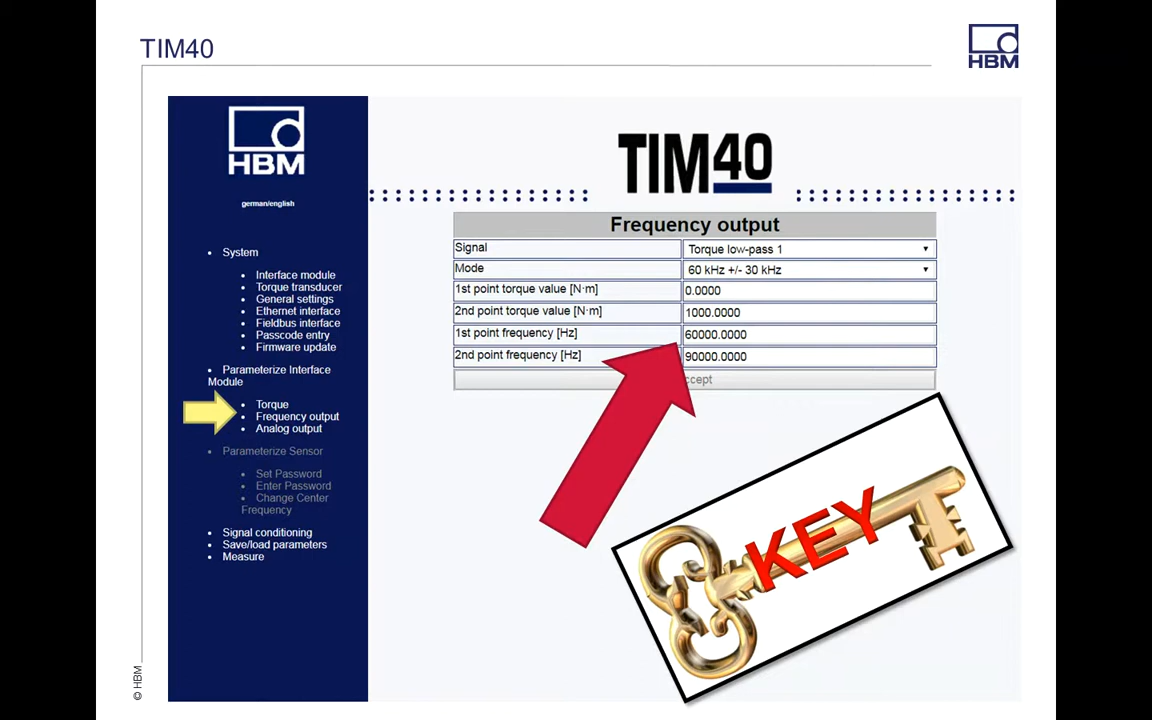 TIM40
HBM
HBM
german/english
System
Interface module
Torque transducer
General settings
Ethernet interface
Fieldbus interface
Passcode entry
Firmware update
Parameterize Interface
Module
Torque
Frequency output
Analog output
Parameterize Sensor
Set Password
Enter Password
Change Center
Frequency
Signal conditioning
Save/load parameters
Measure
TIM40
Frequency output
Signal Torque low-pass 1
Mode 60 kHz +/- 30 kHz
1st point torque value [N·m] 0.0000
2nd point torque value [N·m] 1000.0000
1st point frequency [Hz] 60000.0000
2nd point frequency [Hz] 90000.0000
ccept
KEY
© HBM